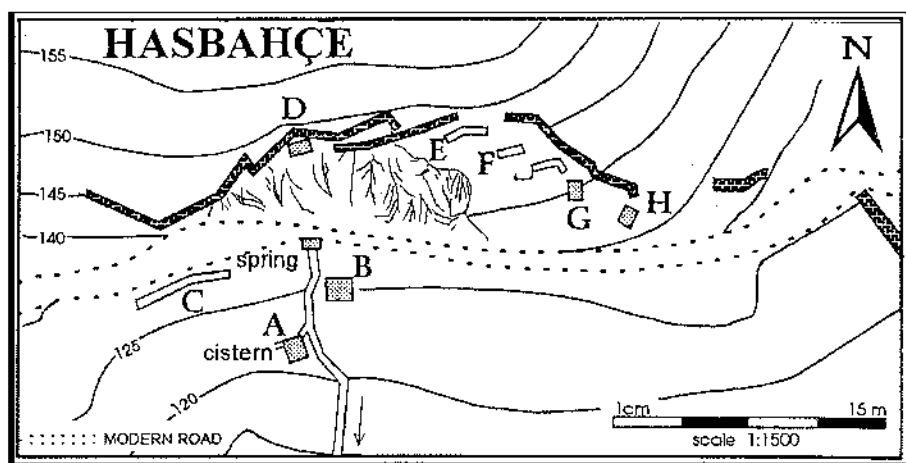 HASBAHÇE
N
155
150
145
140
125
120
D
E
F
G
H
spring
B
C
A
cistern
MODERN ROAD
1cm 15 m
scale 1:1500